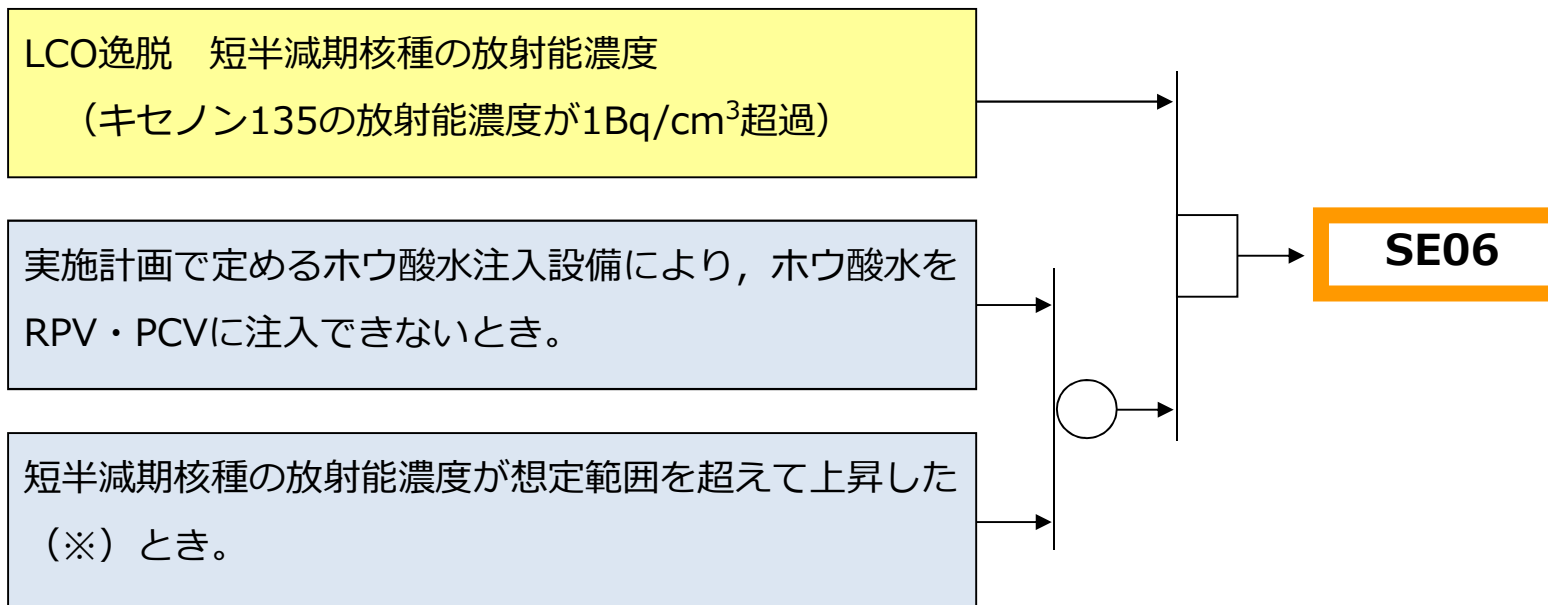 LCO逸脱　短半減期核種の放射能濃度
（キセノン135の放射能濃度が1Bq/cm³超過）
実施計画で定めるホウ酸水注入設備により，ホウ酸水を
RPV・PCVに注入できないとき。
短半減期核種の放射能濃度が想定範囲を超えて上昇した
（※）とき。
SE06